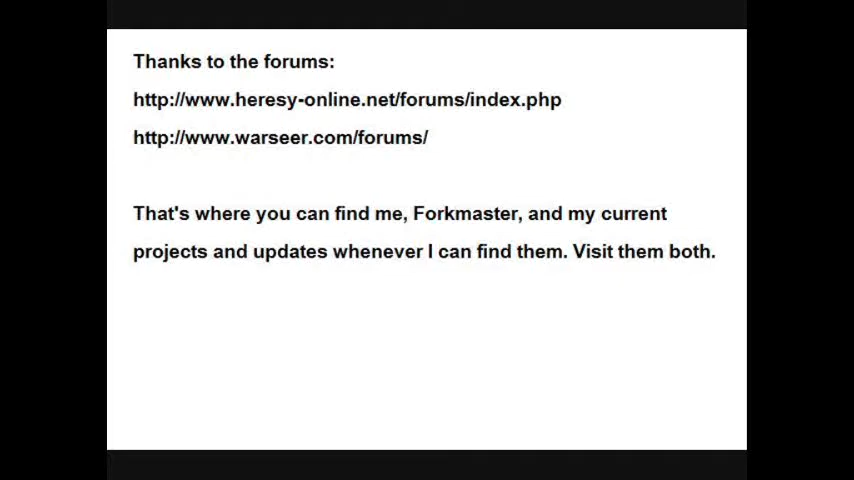 Thanks to the forums:
http://www.heresy-online.net/forums/index.php
http://www.warseer.com/forums/
That's where you can find me, Forkmaster, and my current
projects and updates whenever I can find them. Visit them both.